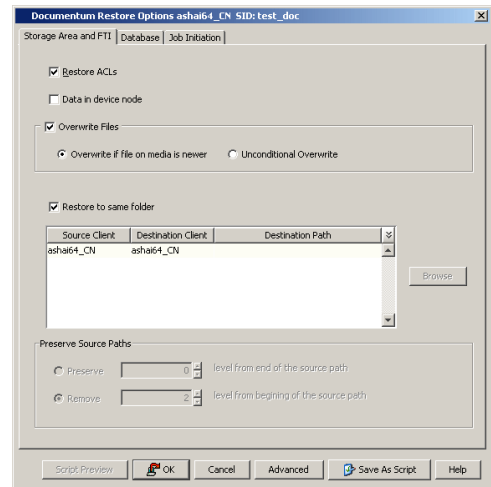 Documentum Restore Options ashai64_CN SID: test_doc
Storage Area and FTI Database Job Initiation
Restore ACLs
Data in device node
Overwrite Files
Overwrite if file on media is newer Unconditional Overwrite
Restore to same folder
Source Client Destination Client Destination Path
ashai64_CN ashai64_CN
Browse
Preserve Source Paths
Preserve 0 level from end of the source path
Remove 2 level from begining of the source path
Script Preview OK Cancel Advanced Save As Script Help